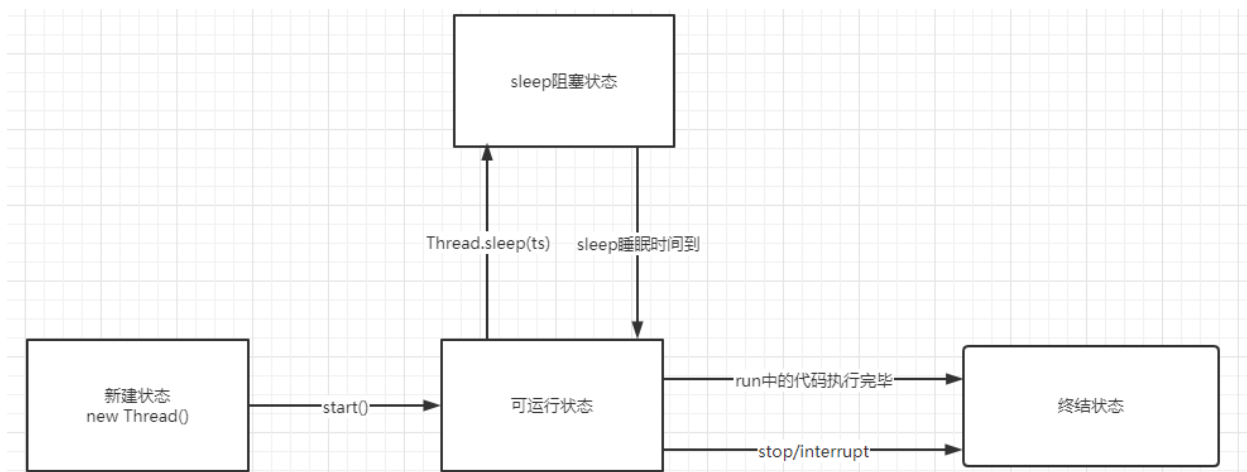 sleep阻塞状态
Thread.sleep(ts)
sleep睡眠时间到
新建状态
new Thread()
start()
可运行状态
run中的代码执行完毕
stop/interrupt
终结状态